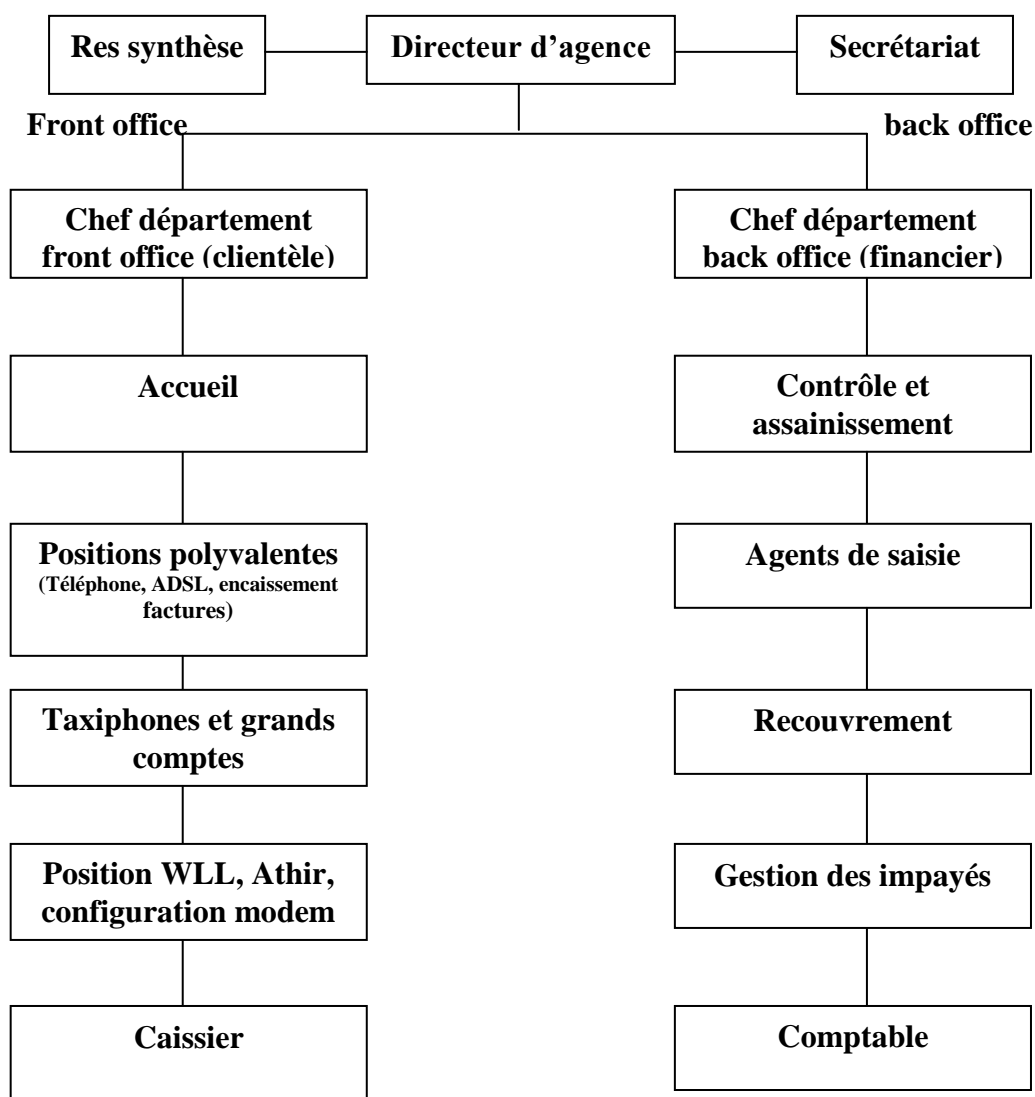 Res synthèse
Directeur d'agence
Secrétariat
Front office
back office
Chef département
front office (clientèle)
Chef département
back office (financier)
Accueil
Contrôle et
assainissement
Positions polyvalentes
(Téléphone, ADSL, encaissement
factures)
Agents de saisie
Taxiphones et grands
comptes
Recouvrement
Position WLL, Athir,
configuration modem
Gestion des impayés
Caissier
Comptable